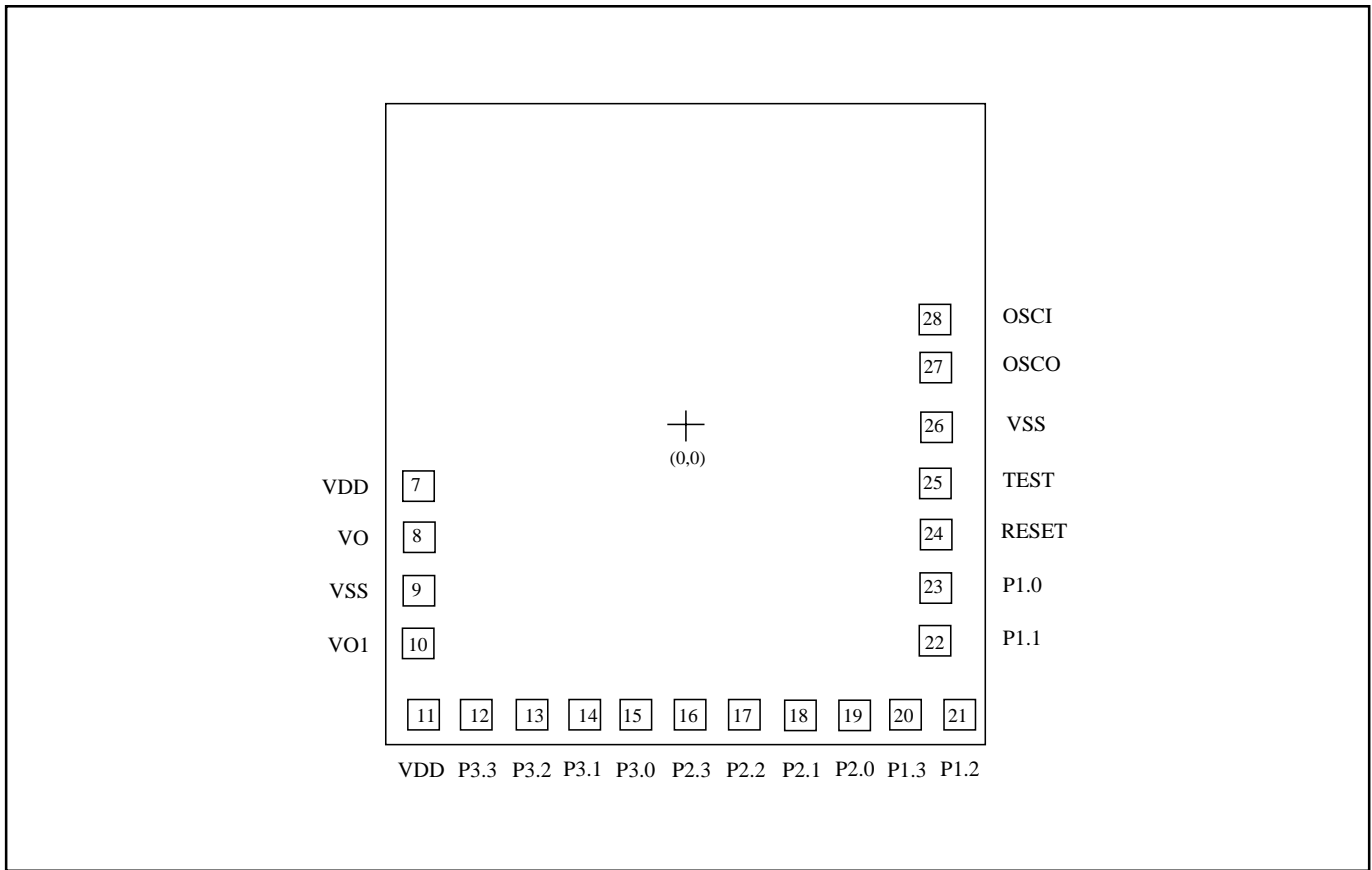 28 OSCI
27 OSCO
26 VSS
(0,0)
VDD 7 25 TEST
VO 8 24 RESET
VSS 9 23 P1.0
VO1 10 22 P1.1
11 12 13 14 15 16 17 18 19 20 21
VDD P3.3 P3.2 P3.1 P3.0 P2.3 P2.2 P2.1 P2.0 P1.3 P1.2